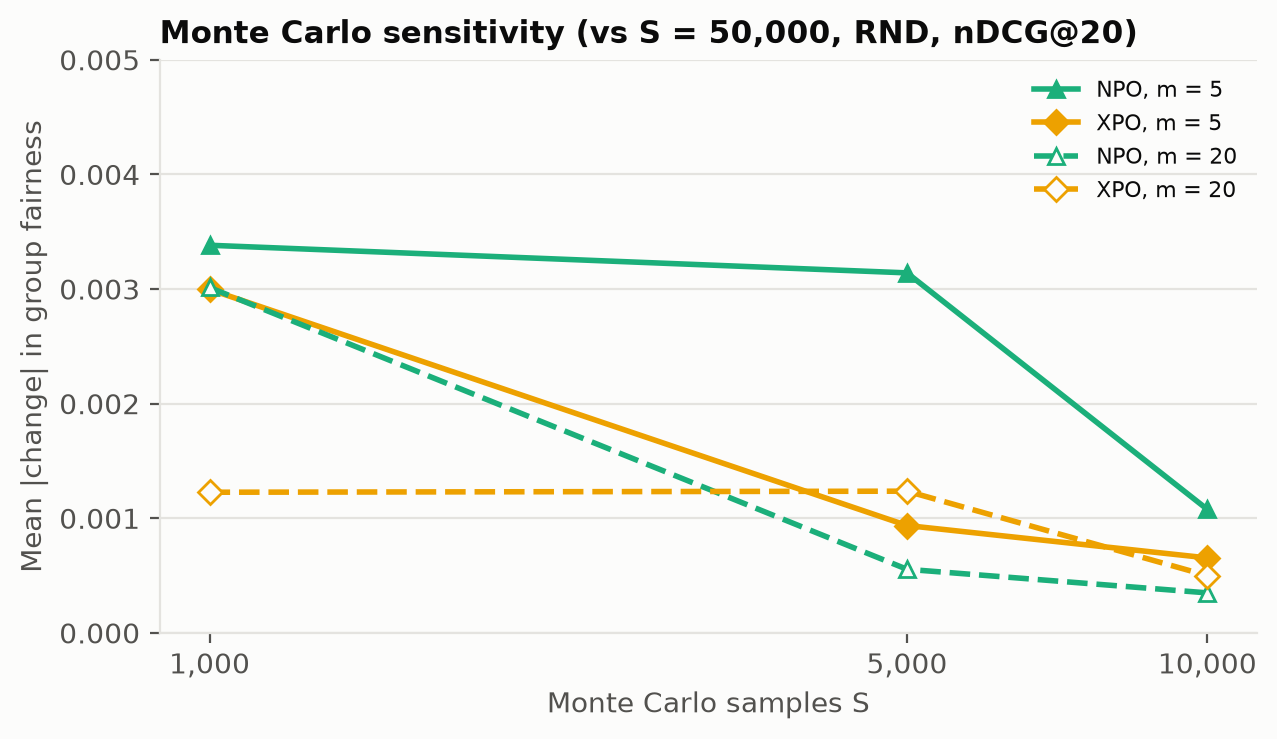 Monte Carlo sensitivity (vs S = 50,000, RND, nDCG@20)
Mean |change| in group fairness
0.005
0.004
0.003
0.002
0.001
0.000
NPO, m = 5
XPO, m = 5
NPO, m = 20
XPO, m = 20
1,000
5,000
10,000
Monte Carlo samples S